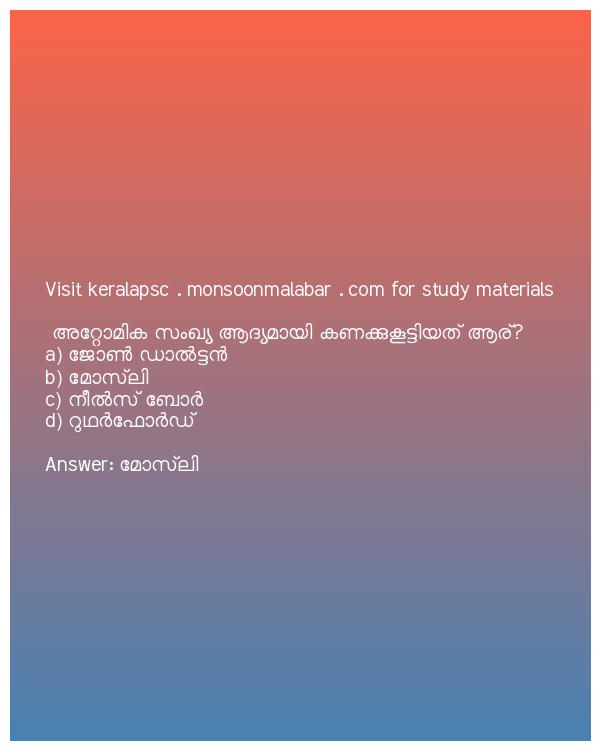 Visit keralapsc . monsoonmalabar . com for study materials
അറ്റോമിക സംഖ്യ ആദ്യമായി കണക്കുകൂട്ടിയത് ആര്?
a) ജോൺ ഡാൽട്ടൻ
b) മോസ്‌ലി
c) നീൽസ് ബോർ
d) റുഥർഫോർഡ്
Answer: മോസ്‌ലി